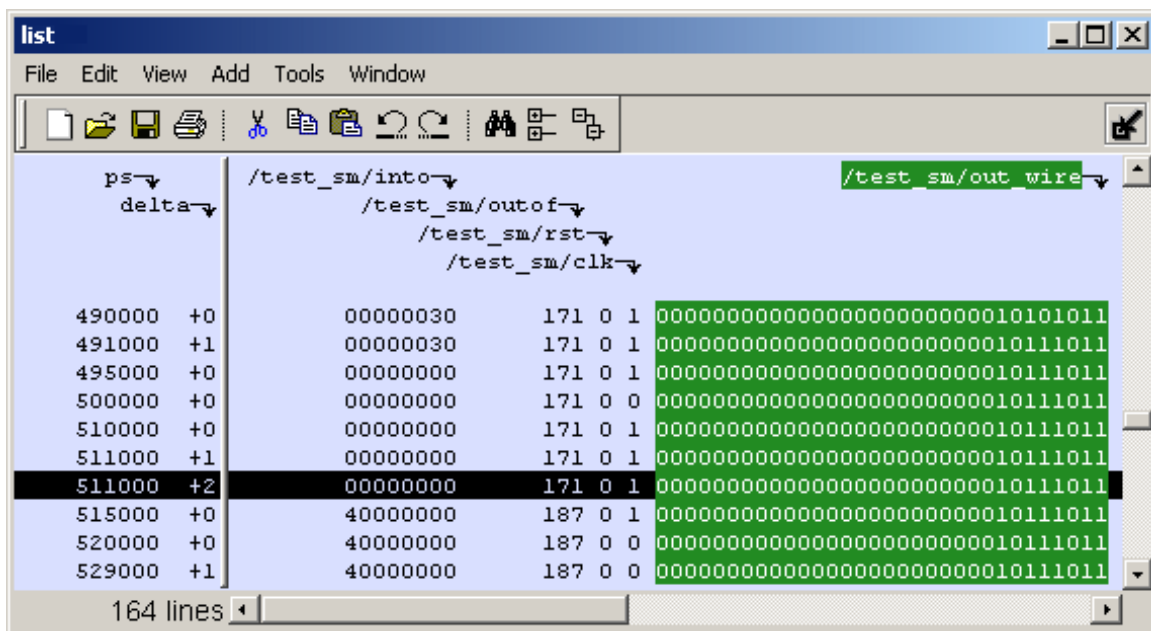 list
File Edit View Add Tools Window
ps /test_sm/into /test_sm/out_wire
delta /test_sm/outof
/test_sm/rst
/test_sm/clk
490000 +0 00000030 171 0 1 00000000000000000000000010101011
491000 +1 00000030 171 0 1 00000000000000000000000010111011
495000 +0 00000000 171 0 1 00000000000000000000000010111011
500000 +0 00000000 171 0 0 00000000000000000000000010111011
510000 +0 00000000 171 0 1 00000000000000000000000010111011
511000 +1 00000000 171 0 1 00000000000000000000000010111011
511000 +2 00000000 171 0 1 00000000000000000000000010111011
515000 +0 40000000 187 0 1 00000000000000000000000010111011
520000 +0 40000000 187 0 0 00000000000000000000000010111011
529000 +1 40000000 187 0 0 00000000000000000000000010111011
164 lines